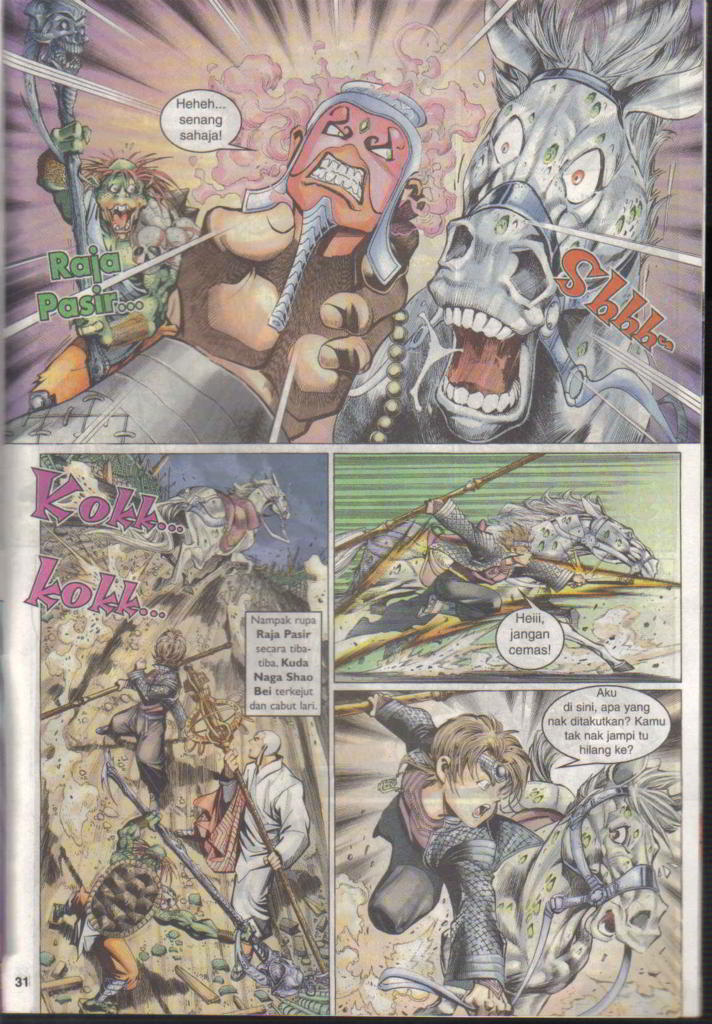 Heheh...
senang
sahaja!
Raja
Pasir...
Shhh~
Kokk...
kokk...
Nampak rupa
Raja Pasir
secara tiba-
tiba, Kuda
Naga Shao
Bei terkejut
dan cabut lari.
Heiii,
jangan
cemas!
Aku
di sini, apa yang
nak ditakutkan? Kamu
tak nak jampi tu
hilang ke?
31